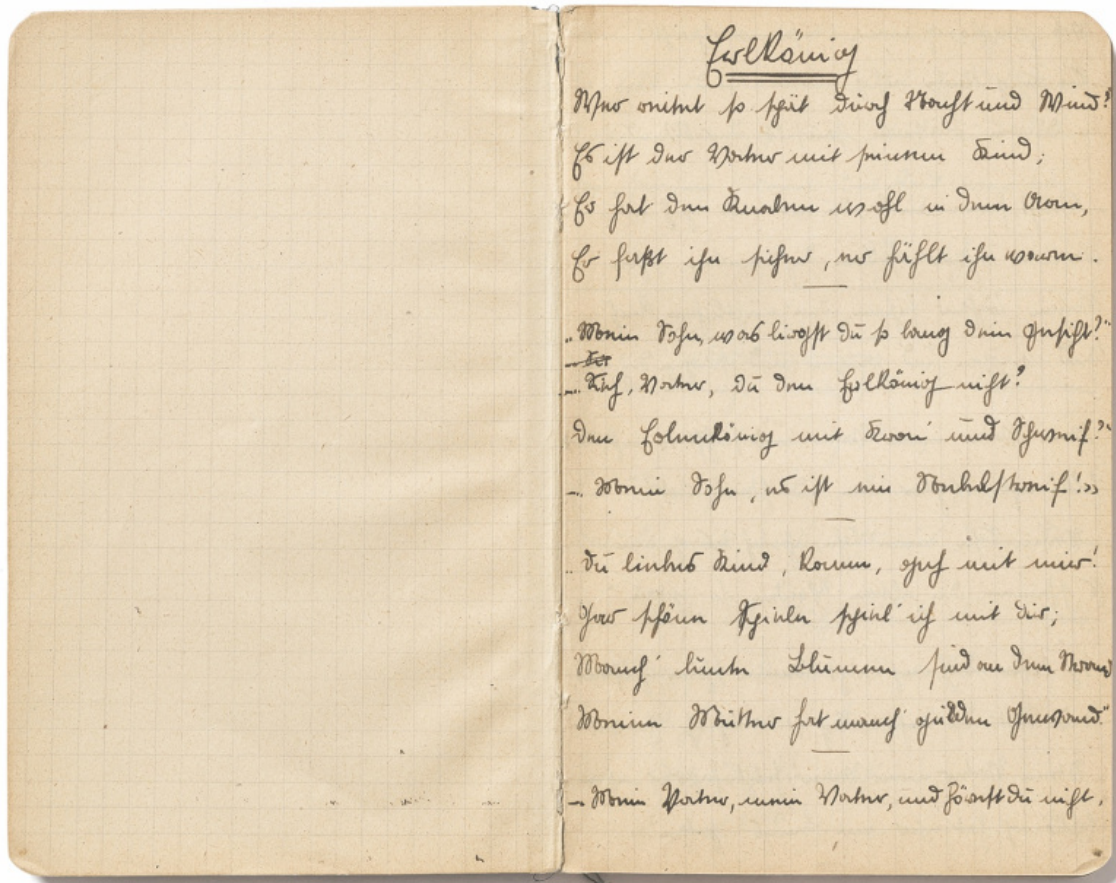 Erlkönig
Wer reitet so spät durch Nacht und Wind?
Es ist der Vater mit seinem Kind;
Er hat den Knaben wohl in dem Arm,
Er faßt ihn sicher, er hählt ihn warm.
„Mein Sohn, was birgst du so bang dein Gesicht?“
„Sieh, Vater, du den Erlkönig nicht?
den Erlenkönig mit Kron' und Schweif?“
– Mein Sohn, es ist ein Nebelstreif!»
„Du liebes Kind, komm, geh mit mir!
Gar schöne Spiele spiel' ich mit dir;
Manch' bunte Blumen sind an dem Strand
Meine Mutter hat manch' gülden Gewand.“
– Mein Vater, mein Vater, und hörest du nicht,